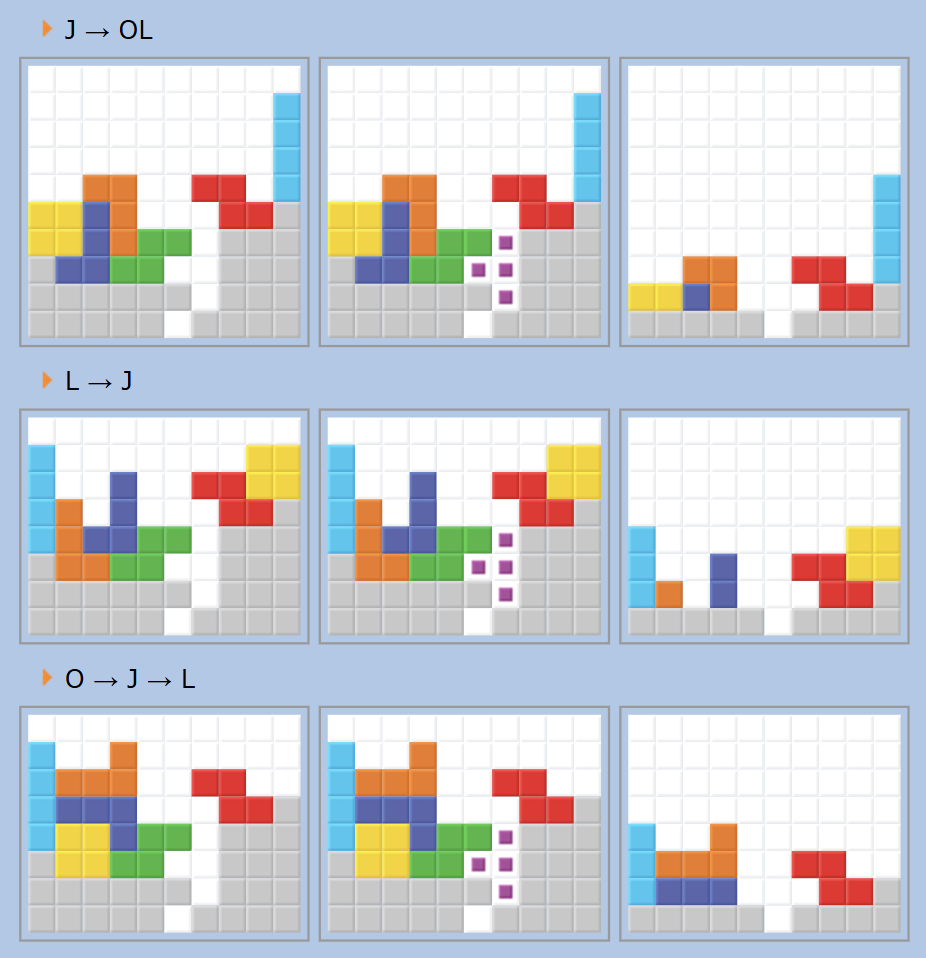 J → OL
L → J
O → J → L